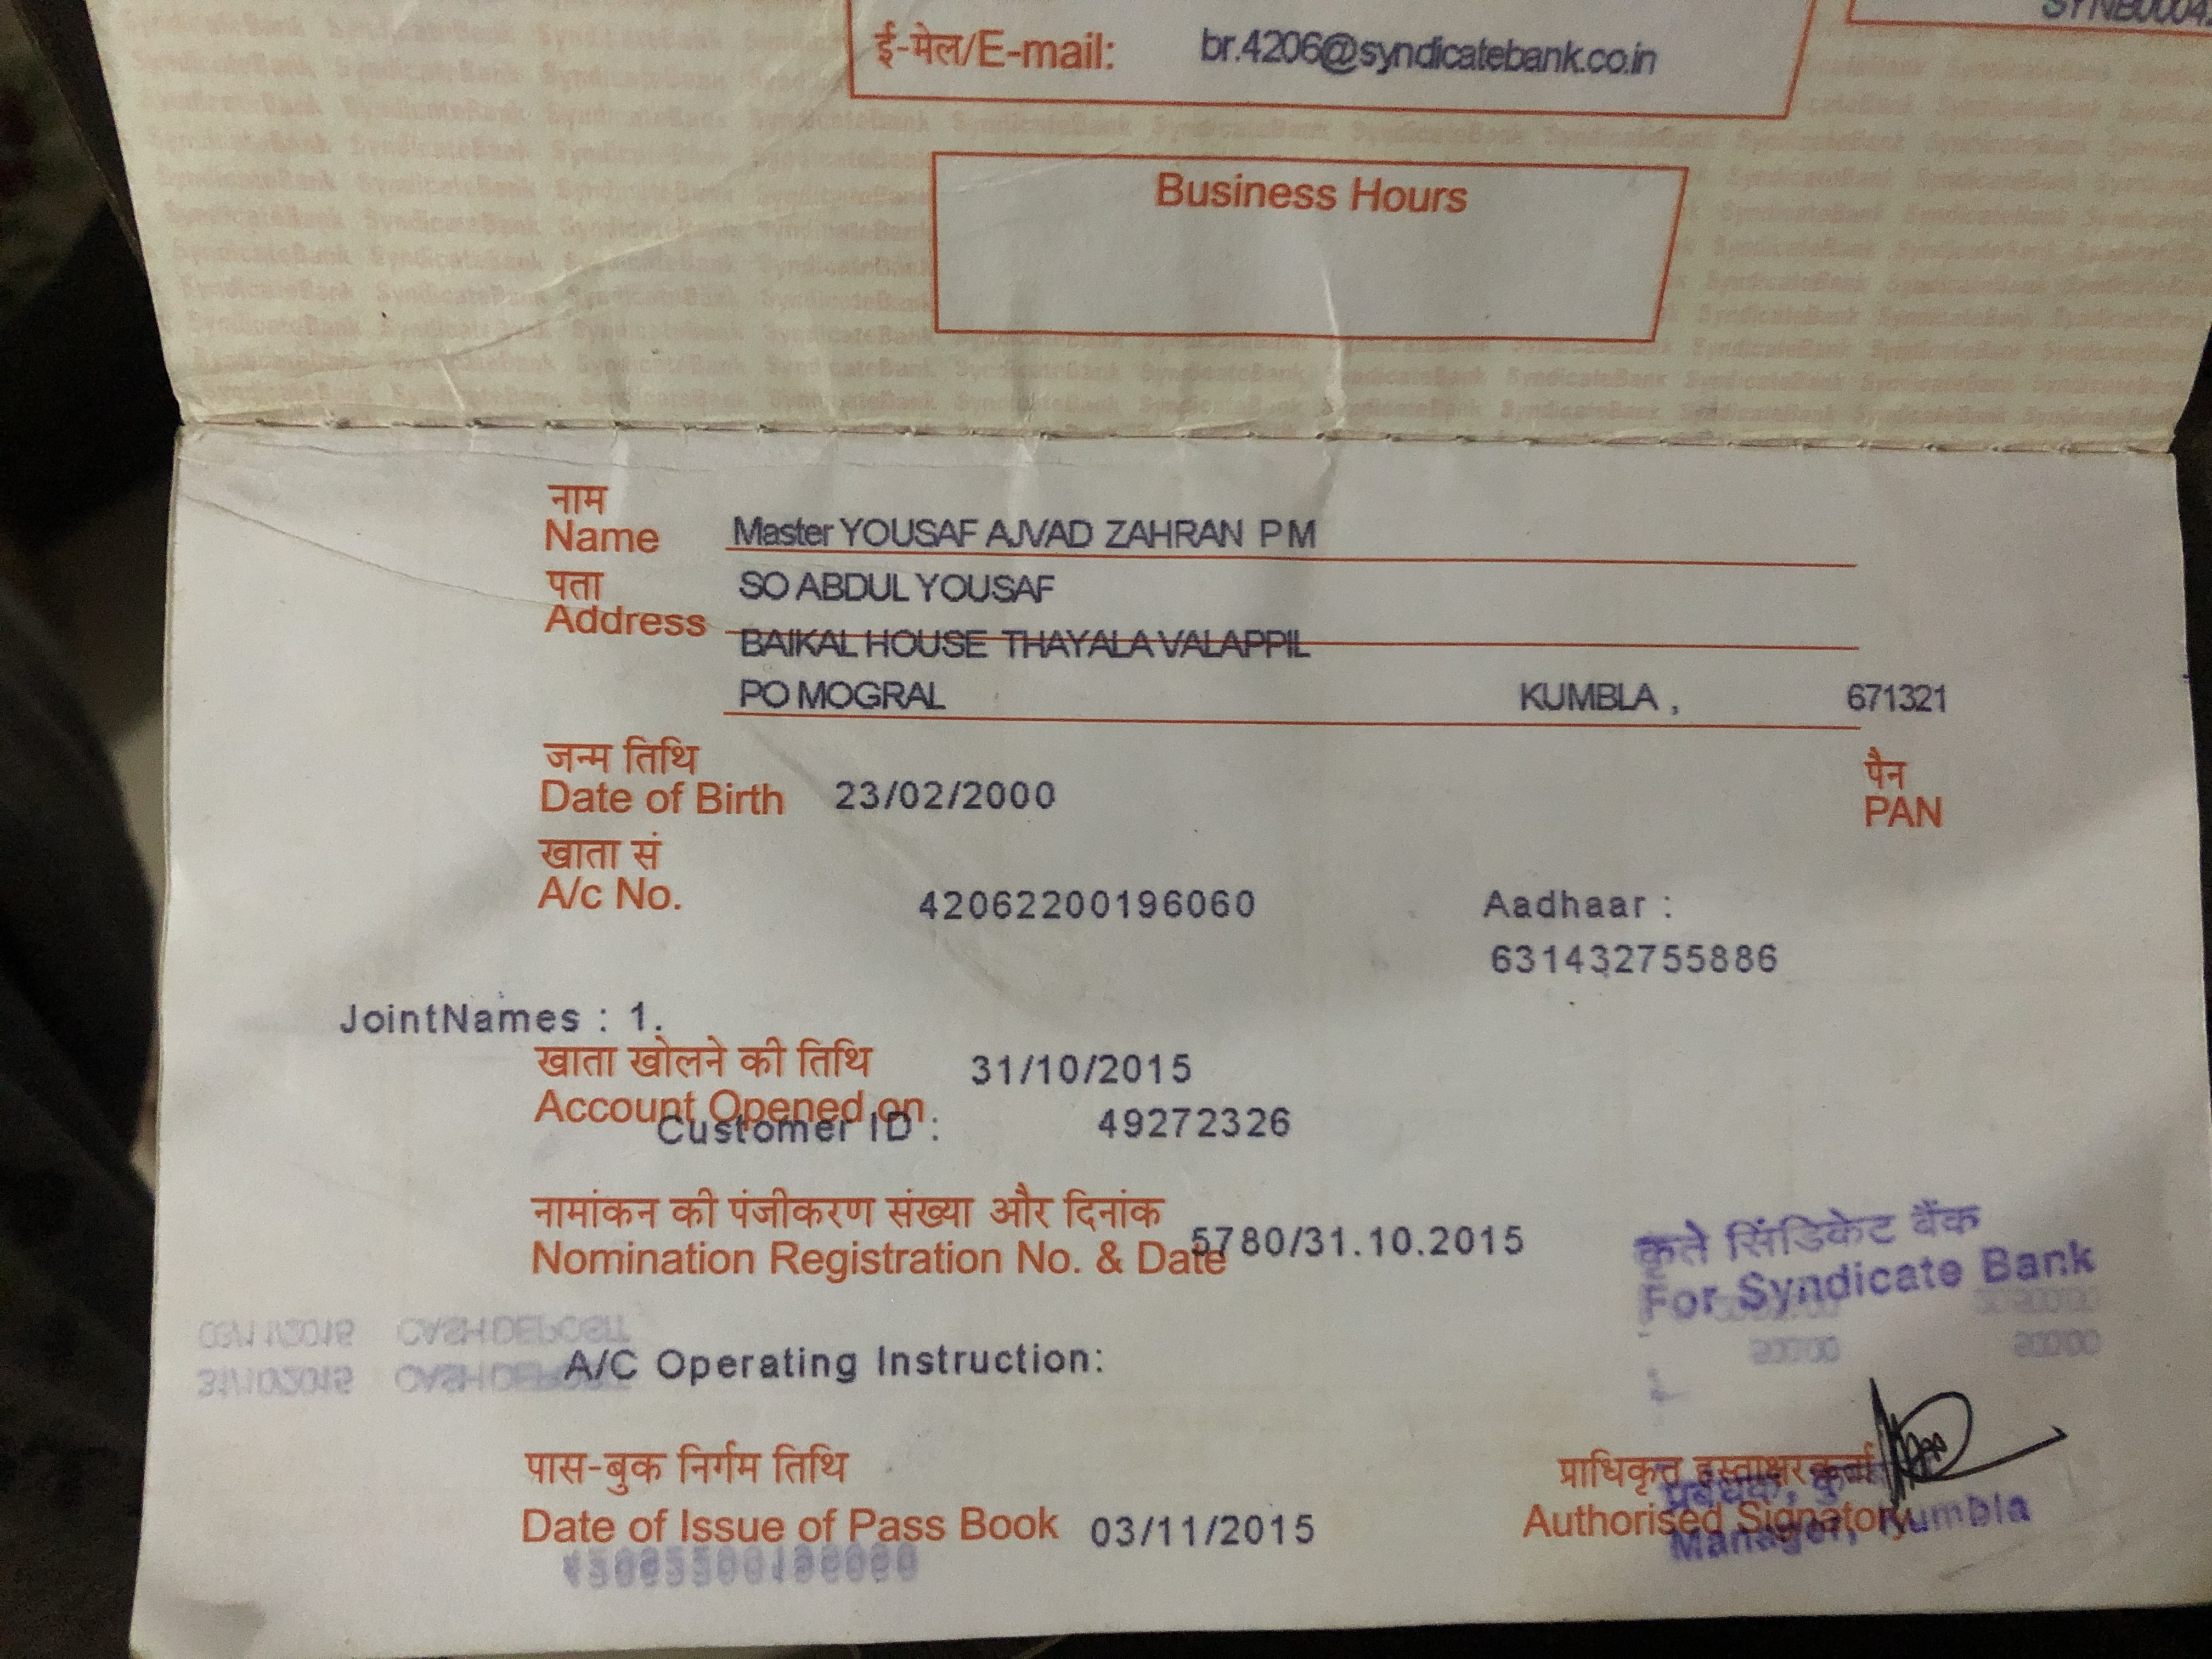 ई-मेल/E-mail: br.4206@syndicatebank.co.in
Business Hours
नाम
Name Master YOUSAF AJVAD ZAHRAN P M
पता SO ABDUL YOUSAF
Address BAIKAL HOUSE THAYALA VALAPPIL
PO MOGRAL KUMBLA , 671321
जन्म तिथि पैन
Date of Birth 23/02/2000 PAN
खाता सं
A/c No. 42062200196060 Aadhaar :
631432755886
JointNames : 1.
खाता खोलने की तिथि 31/10/2015
Account Opened on
Customer ID : 49272326
नामांकन की पंजीकरण संख्या और दिनांक
Nomination Registration No. & Date 5780/31.10.2015
कृते सिंडिकेट बैंक
For Syndicate Bank
A/C Operating Instruction:
पास-बुक निर्गम तिथि प्राधिकृत हस्ताक्षरकर्ता
Date of Issue of Pass Book 03/11/2015 Authorised Signatory
Manager